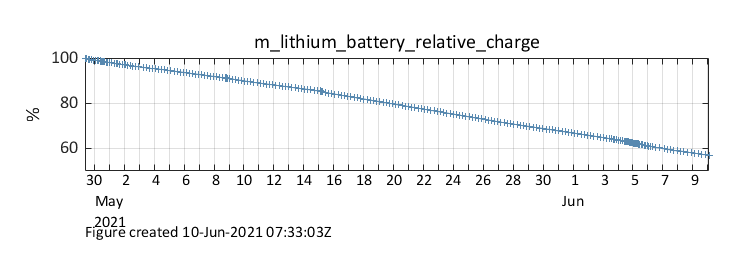 m_lithium_battery_relative_charge
100
80
60
%
30 2 4 6 8 10 12 14 16 18 20 22 24 26 28 30 1 3 5 7 9
May Jun
2021
Figure created 10-Jun-2021 07:33:03Z